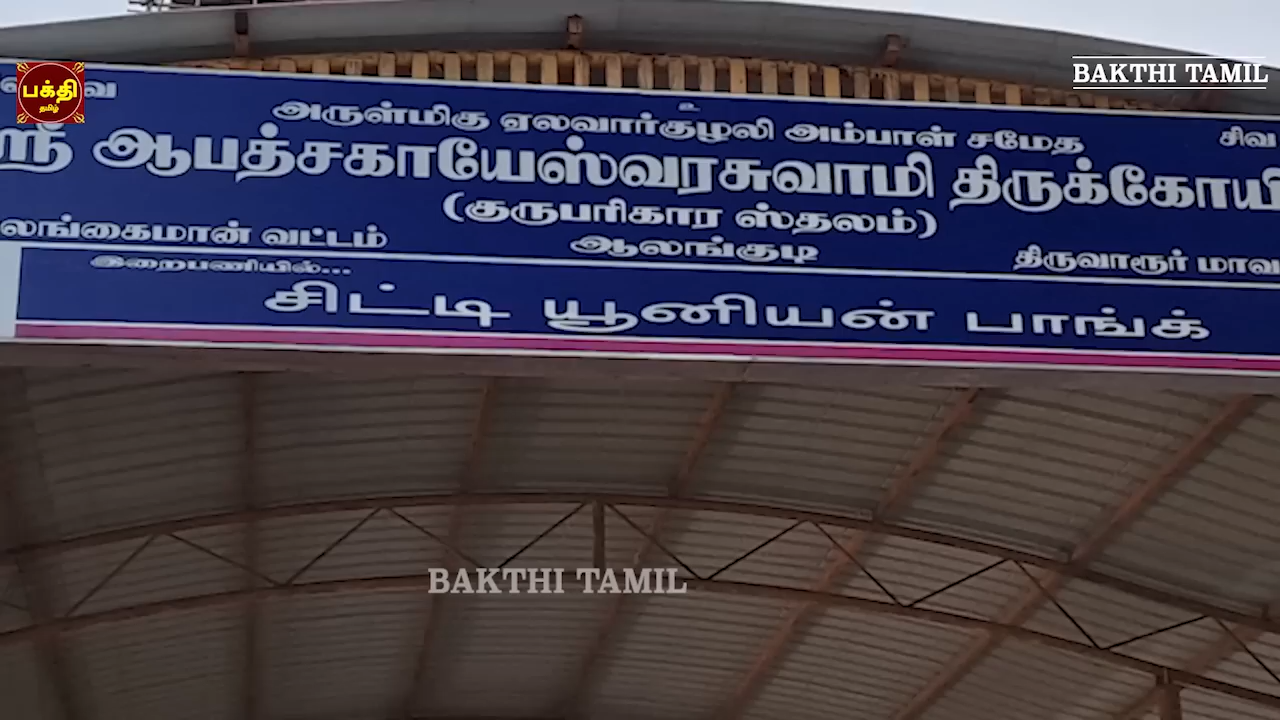 பக்தி
தமிழ்
BAKTHI TAMIL
உ
சிவ
அருள்மிகு ஏலவார்குழலி அம்பாள் சமேத
ஸ்ரீ ஆபத்சகாயேஸ்வரசுவாமி திருக்கோயி
(குருபரிகார ஸ்தலம்)
லங்கைமான் வட்டம் ஆலங்குடி திருவாரூர் மாவ
இறைபணியில்...
சிட்டி யூனியன் பாங்க்
BAKTHI TAMIL